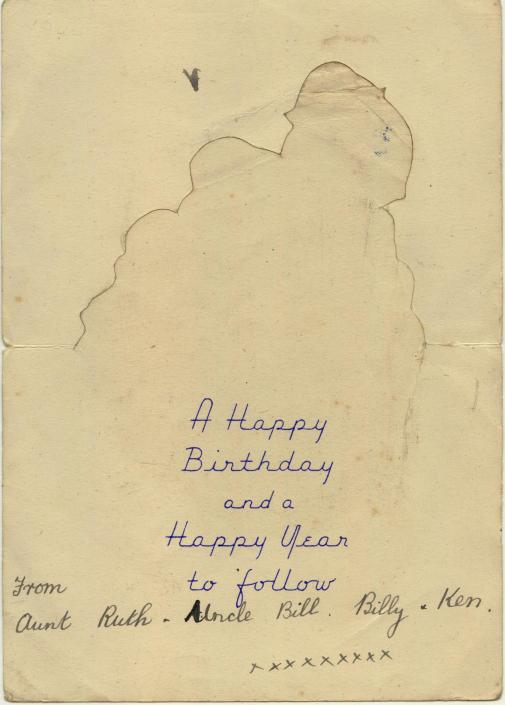 A Happy
Birthday
and a
Happy Year
to follow
From
Aunt Ruth - Uncle Bill. Billy. Ken.
xxxxxxxxx